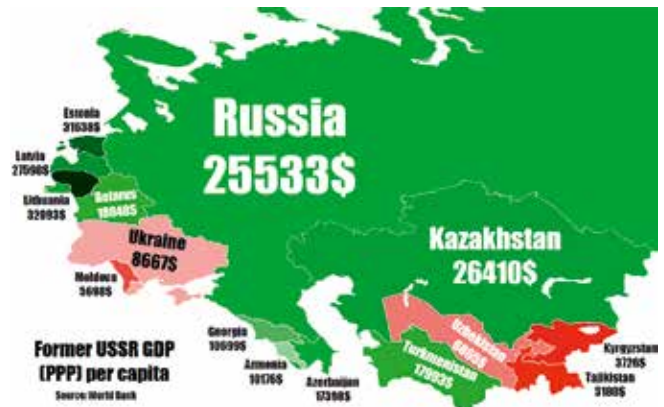 Russia
25533$
Estonia
31638$
Latvia
27598$
Lithuania
32093$
Belarus
Ukraine
8667$
Moldova
5698$
Kazakhstan
26410$
Georgia
10699$
Armenia
10176$
Azerbaijan
17398$
Turkmenistan
17993$
Uzbekistan
Kyrgyzstan
3726$
Tajikistan
3180$
Former USSR GDP
(PPP) per capita
Source: World Bank